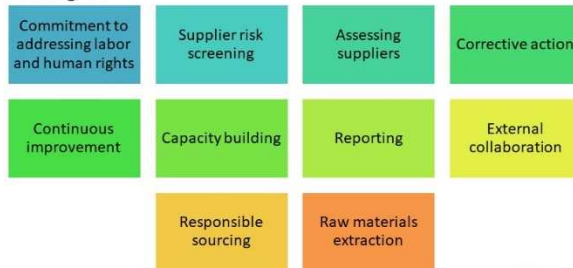 Commitment to
addressing labor
and human rights
Supplier risk
screening
Assessing
suppliers
Corrective action
Continuous
improvement
Capacity building
Reporting
External
collaboration
Responsible
sourcing
Raw materials
extraction